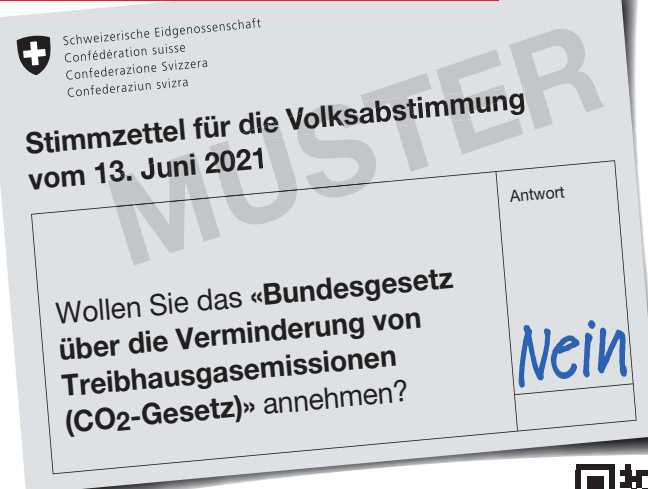 Schweizerische Eidgenossenschaft
Confédération suisse
Confederazione Svizzera
Confederaziun svizra
Stimmzettel für die Volksabstimmung
vom 13. Juni 2021
MUSTER
Antwort
Wollen Sie das «Bundesgesetz
über die Verminderung von
Treibhausgasemissionen
(CO2-Gesetz)» annehmen?
Nein